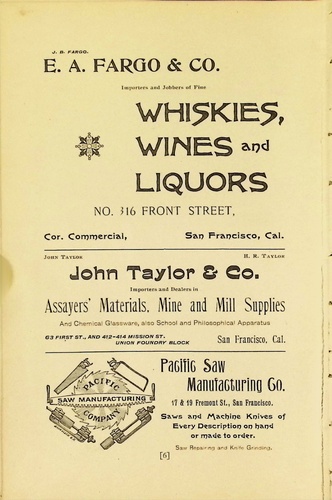 J. B. FARGO.
E. A. FARGO & CO.
Importers and Jobbers of Fine
WHISKIES,
WINES and
LIQUORS
NO. 316 FRONT STREET,
Cor. Commercial, San Francisco, Cal.
JOHN TAYLOR H. R. TAYLOR
John Taylor & Co.
Importers and Dealers in
Assayers' Materials, Mine and Mill Supplies
And Chemical Glassware, also School and Philosophical Apparatus
63 FIRST ST., AND 412-414 MISSION ST.
UNION FOUNDRY BLOCK San Francisco, Cal.
PACIFIC
SAW MANUFACTURING
COMPANY
Pacific Saw
Manufacturing Co.
17 & 19 Fremont St., San Francisco.
Saws and Machine Knives of
Every Description on hand
or made to order.
Saw Repairing and Knife Grinding.
[6]